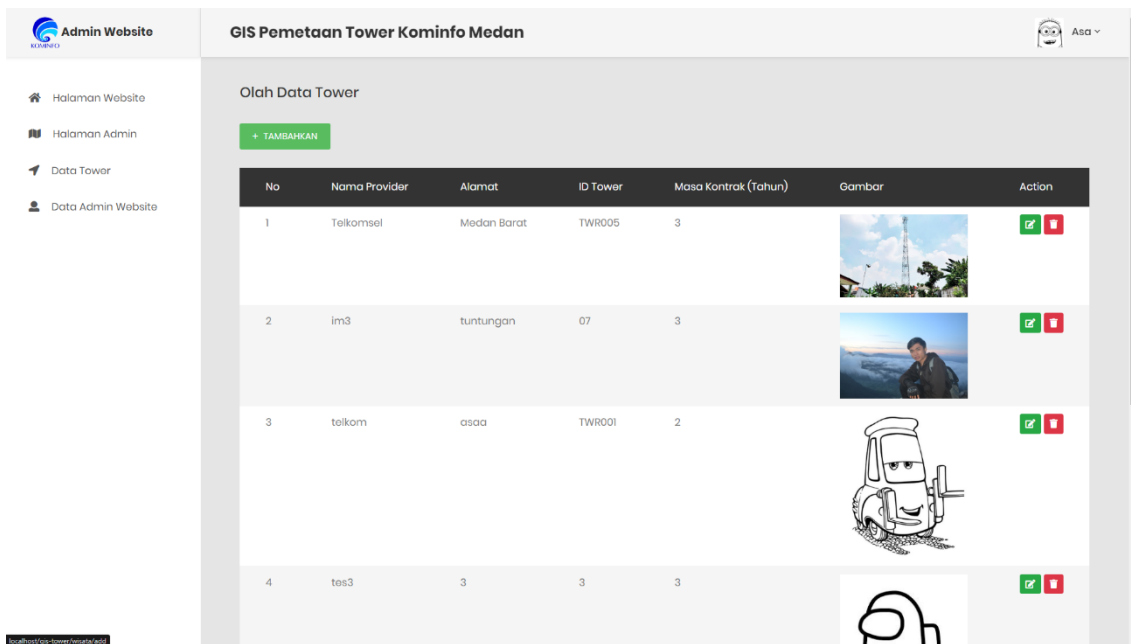 KOMINFO
Admin Website
GIS Pemetaan Tower Kominfo Medan
Asa
Halaman Website
Halaman Admin
Data Tower
Data Admin Website
Olah Data Tower
+ TAMBAHKAN
No Nama Provider Alamat ID Tower Masa Kontrak (Tahun) Gambar Action
1 Telkomsel Medan Barat TWR005 3
2 im3 tuntungan 07 3
3 telkom asaa TWR001 2
4 tes3 3 3 3
localhost/gis-tower/wisata/add